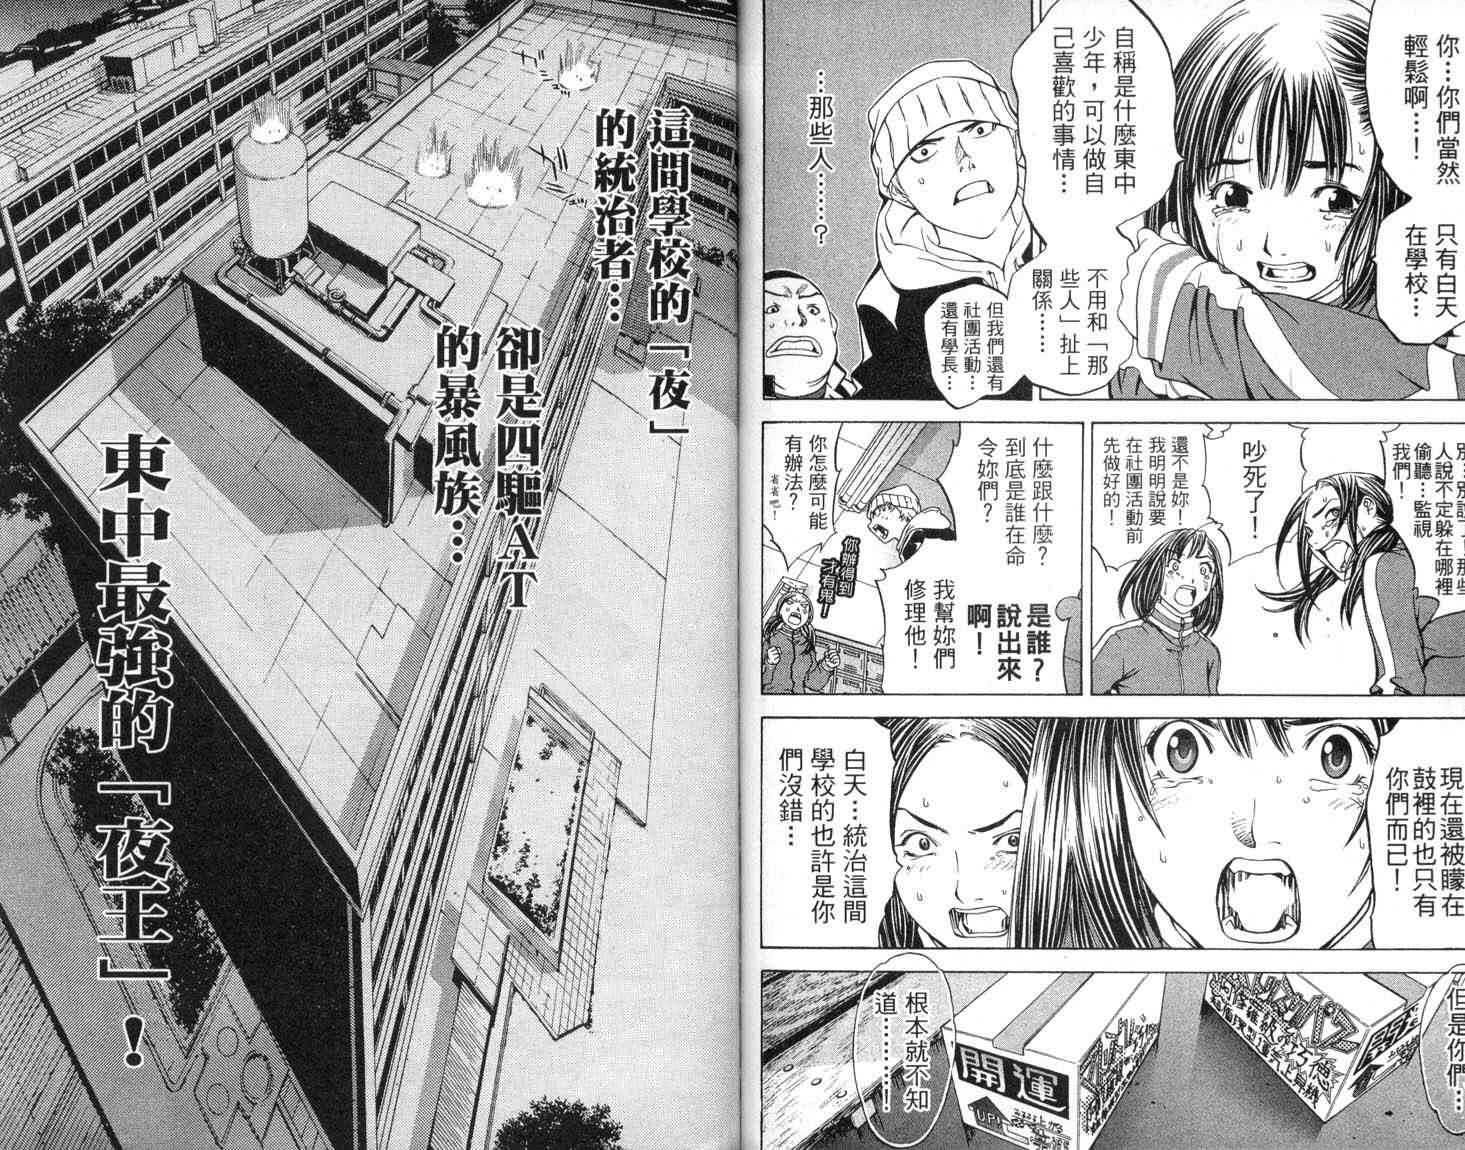 你…你們當然
輕鬆啊…！
只有白天
在學校…
自稱是什麼東中
少年，可以做自
己喜歡的事情…
不用和「那
些人」扯上
關係……
但我們還有
社團活動…
還有學長…
…那些人……？
人說不定躲在哪裡
偷聽…監視
我們！
吵死了！
還不是妳！
我明明說要
在社團活動前
先做好的！
什麼跟什麼？
到底是誰在命
令妳們？
是誰？
說出來
啊！
我幫妳們
修理他！
你怎麼可能
有辦法？
省省吧！
你辦得到
才有鬼！
現在還被矇在
鼓裡的也只有
你們而已！
白天…統治這間
學校的也許是你
們沒錯…
但是你們…
開運
UP!
根本就不知
道………！
這間學校的「夜」
的統治者…
卻是四驅AT
的暴風族…
東中最強的「夜王」！